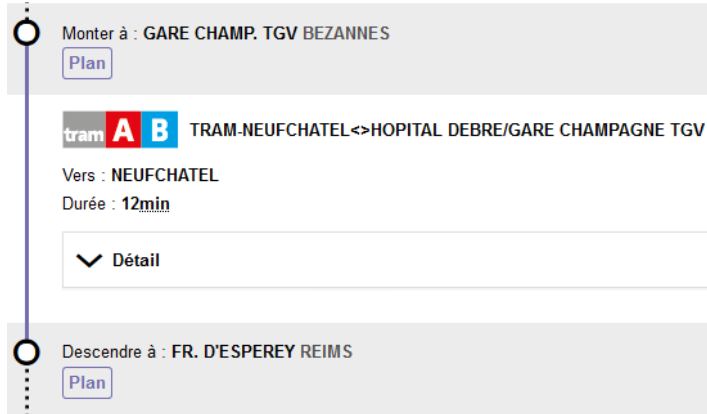 Monter à : GARE CHAMP. TGV BEZANNES
Plan
tram A B TRAM-NEUFCHATEL<>HOPITAL DEBRE/GARE CHAMPAGNE TGV
Vers : NEUFCHATEL
Durée : 12min
Détail
Descendre à : FR. D'ESPEREY REIMS
Plan